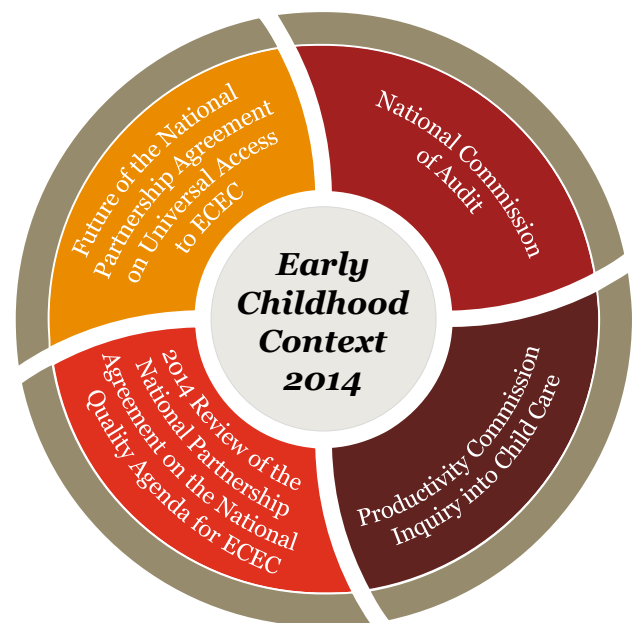 Early
Childhood
Context
2014
National Commission
of Audit
Productivity Commission
Inquiry into Child Care
2014 Review of the
National Partnership
Agreement on the National
Quality Agenda for ECEC
Future of the National
Partnership Agreement
on Universal Access
to ECEC